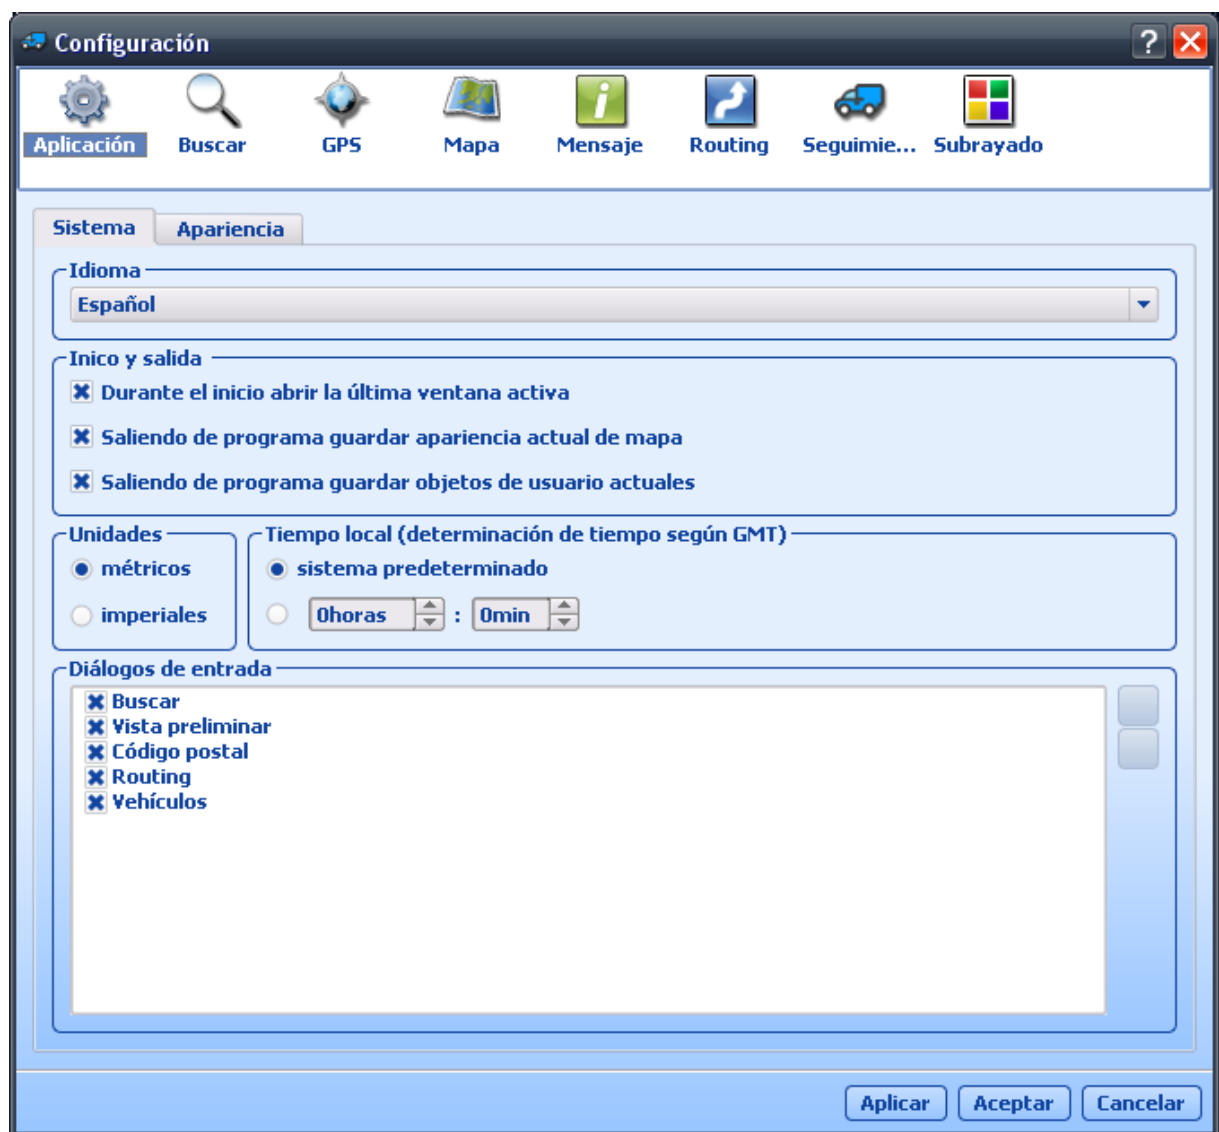 Configuración
?
Aplicación Buscar GPS Mapa Mensaje Routing Seguimie... Subrayado
Sistema Apariencia
Idioma
Español
Inico y salida
Durante el inicio abrir la última ventana activa
Saliendo de programa guardar apariencia actual de mapa
Saliendo de programa guardar objetos de usuario actuales
Unidades
métricos
imperiales
Tiempo local (determinación de tiempo según GMT)
sistema predeterminado
0horas : 0min
Diálogos de entrada
Buscar
Vista preliminar
Código postal
Routing
Vehículos
Aplicar Aceptar Cancelar